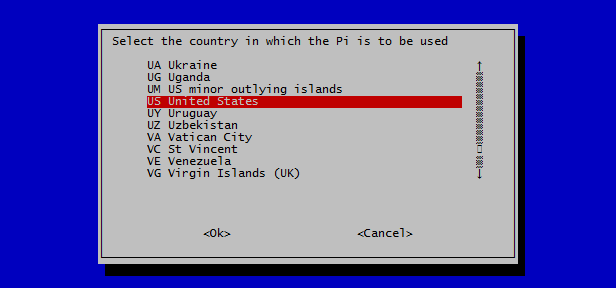 Select the country in which the Pi is to be used
UA Ukraine
UG Uganda
UM US minor outlying islands
US United States
UY Uruguay
UZ Uzbekistan
VA Vatican City
VC St Vincent
VE Venezuela
VG Virgin Islands (UK)
<Ok> <Cancel>